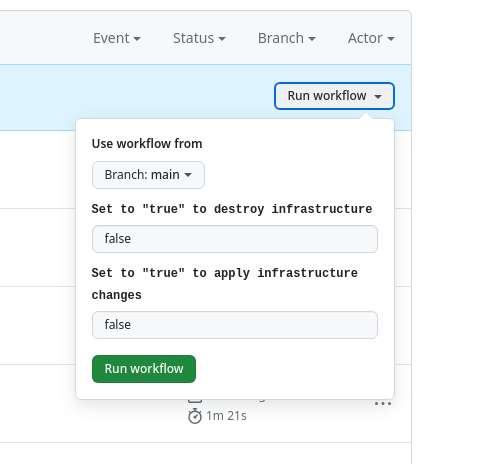 Event Status Branch Actor
Run workflow
Use workflow from
Branch: main
Set to "true" to destroy infrastructure
false
Set to "true" to apply infrastructure
changes
false
Run workflow
1m 21s